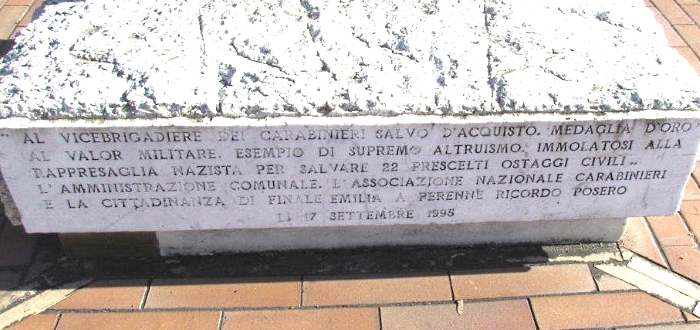 "AL VICEBRIGADIERE DEI CARABINIERI SALVO D'ACQUISTO. MEDAGLIA D'ORO
AL VALOR MILITARE. ESEMPIO DI SUPREMO ALTRUISMO. IMMOLATOSI ALLA
RAPPRESAGLIA NAZISTA PER SALVARE 22 PRESCELTI OSTAGGI CIVILI"
L'AMMINISTRAZIONE COMUNALE. L'ASSOCIAZIONE NAZIONALE CARABINIERI
E LA CITTADINANZA DI FINALE EMILIA A PERENNE RICORDO POSERO
LI 17 SETTEMBRE 1995